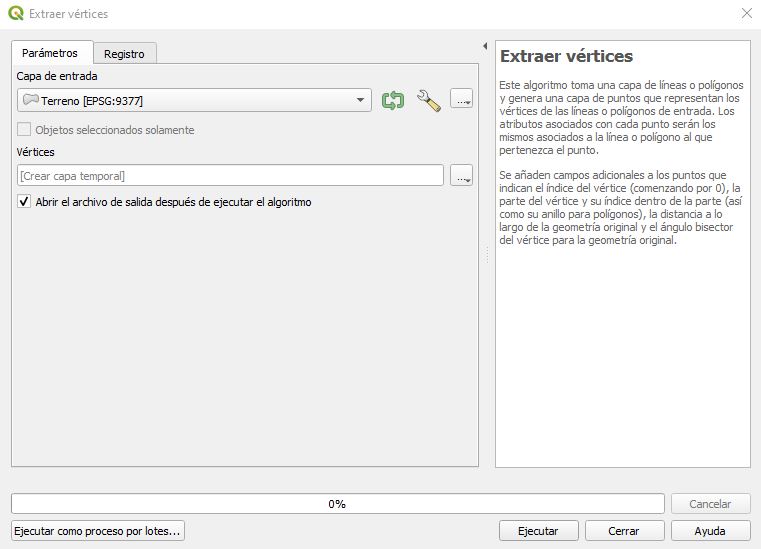 Extraer vértices
Parámetros
Registro
Capa de entrada
Terreno [EPSG:9377]
...
Objetos seleccionados solamente
Vértices
[Crear capa temporal]
...
Abrir el archivo de salida después de ejecutar el algoritmo
Extraer vértices
Este algoritmo toma una capa de líneas o polígonos
y genera una capa de puntos que representan los
vértices de las líneas o polígonos de entrada. Los
atributos asociados con cada punto serán los
mismos asociados a la línea o polígono al que
pertenezca el punto.
Se añaden campos adicionales a los puntos que
indican el índice del vértice (comenzando por 0), la
parte del vértice y su índice dentro de la parte (así
como su anillo para polígonos), la distancia a lo
largo de la geometría original y el ángulo bisector
del vértice para la geometría original.
0%
Cancelar
Ejecutar como proceso por lotes...
Ejecutar
Cerrar
Ayuda